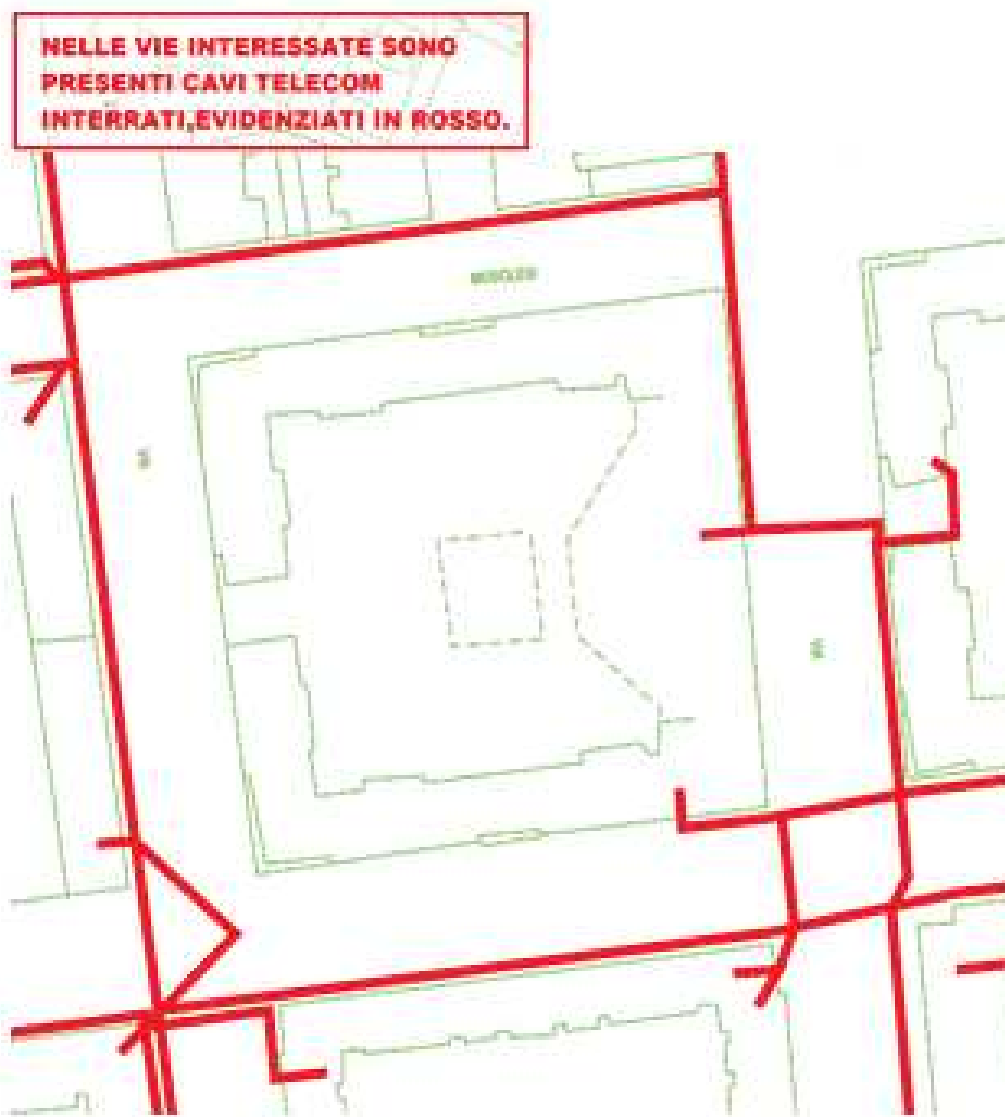 NELLE VIE INTERESSATE SONO
PRESENTI CAVI TELECOM
INTERRATI,EVIDENZIATI IN ROSSO.